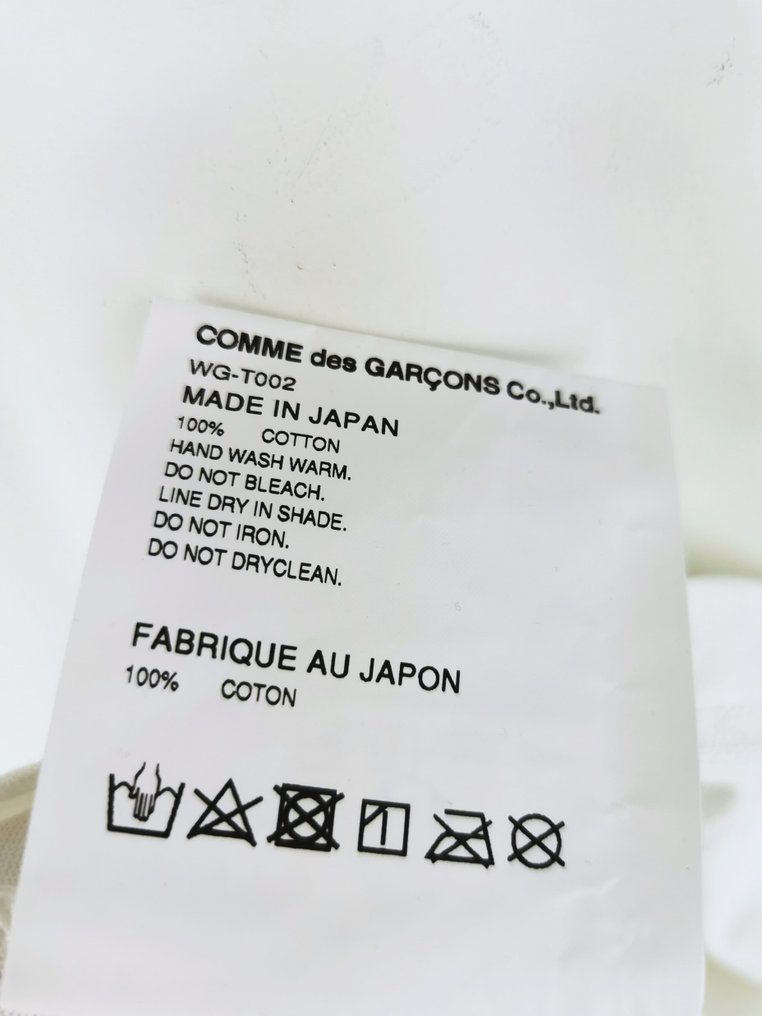 COMME des GARÇONS Co.,Ltd.
WG-T002
MADE IN JAPAN
100% COTTON
HAND WASH WARM.
DO NOT BLEACH.
LINE DRY IN SHADE.
DO NOT IRON.
DO NOT DRYCLEAN.
FABRIQUE AU JAPON
100% COTON